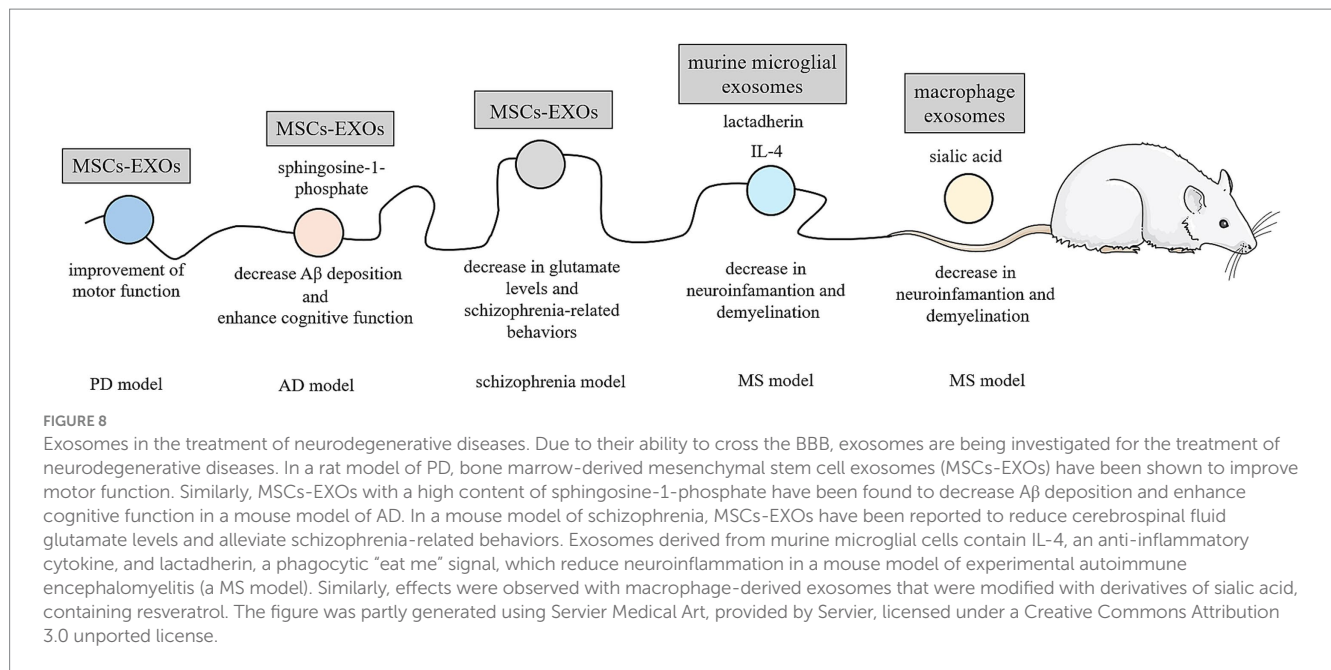 MSCs-EXOs
improvement of
motor function
PD model
MSCs-EXOs
sphingosine-1-
phosphate
decrease Aβ deposition
and
enhance cognitive function
AD model
MSCs-EXOs
decrease in glutamate
levels and
schizophrenia-related
behaviors
schizophrenia model
murine microglial
exosomes
lactadherin
IL-4
decrease in
neuroinfamantion and
demyelination
MS model
macrophage
exosomes
sialic acid
decrease in
neuroinfamantion and
demyelination
MS model
FIGURE 8
Exosomes in the treatment of neurodegenerative diseases. Due to their ability to cross the BBB, exosomes are being investigated for the treatment of
neurodegenerative diseases. In a rat model of PD, bone marrow-derived mesenchymal stem cell exosomes (MSCs-EXOs) have been shown to improve
motor function. Similarly, MSCs-EXOs with a high content of sphingosine-1-phosphate have been found to decrease Aβ deposition and enhance
cognitive function in a mouse model of AD. In a mouse model of schizophrenia, MSCs-EXOs have been reported to reduce cerebrospinal fluid
glutamate levels and alleviate schizophrenia-related behaviors. Exosomes derived from murine microglial cells contain IL-4, an anti-inflammatory
cytokine, and lactadherin, a phagocytic “eat me” signal, which reduce neuroinflammation in a mouse model of experimental autoimmune
encephalomyelitis (a MS model). Similarly, effects were observed with macrophage-derived exosomes that were modified with derivatives of sialic acid,
containing resveratrol. The figure was partly generated using Servier Medical Art, provided by Servier, licensed under a Creative Commons Attribution
3.0 unported license.